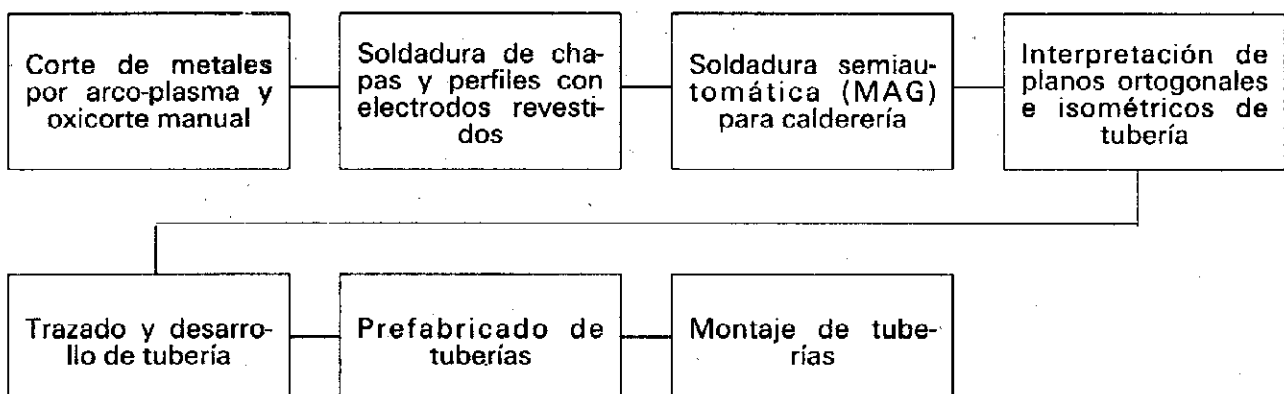 Corte de metales
por arco-plasma y
oxicorte manual
Soldadura de cha-
pas y perfiles con
electrodos revesti-
dos
Soldadura semiau-
tomática (MAG)
para calderería
Interpretación de
planos ortogonales
e isométricos de
tubería
Trazado y desarro-
llo de tubería
Prefabricado de
tuberías
Montaje de tube-
rías